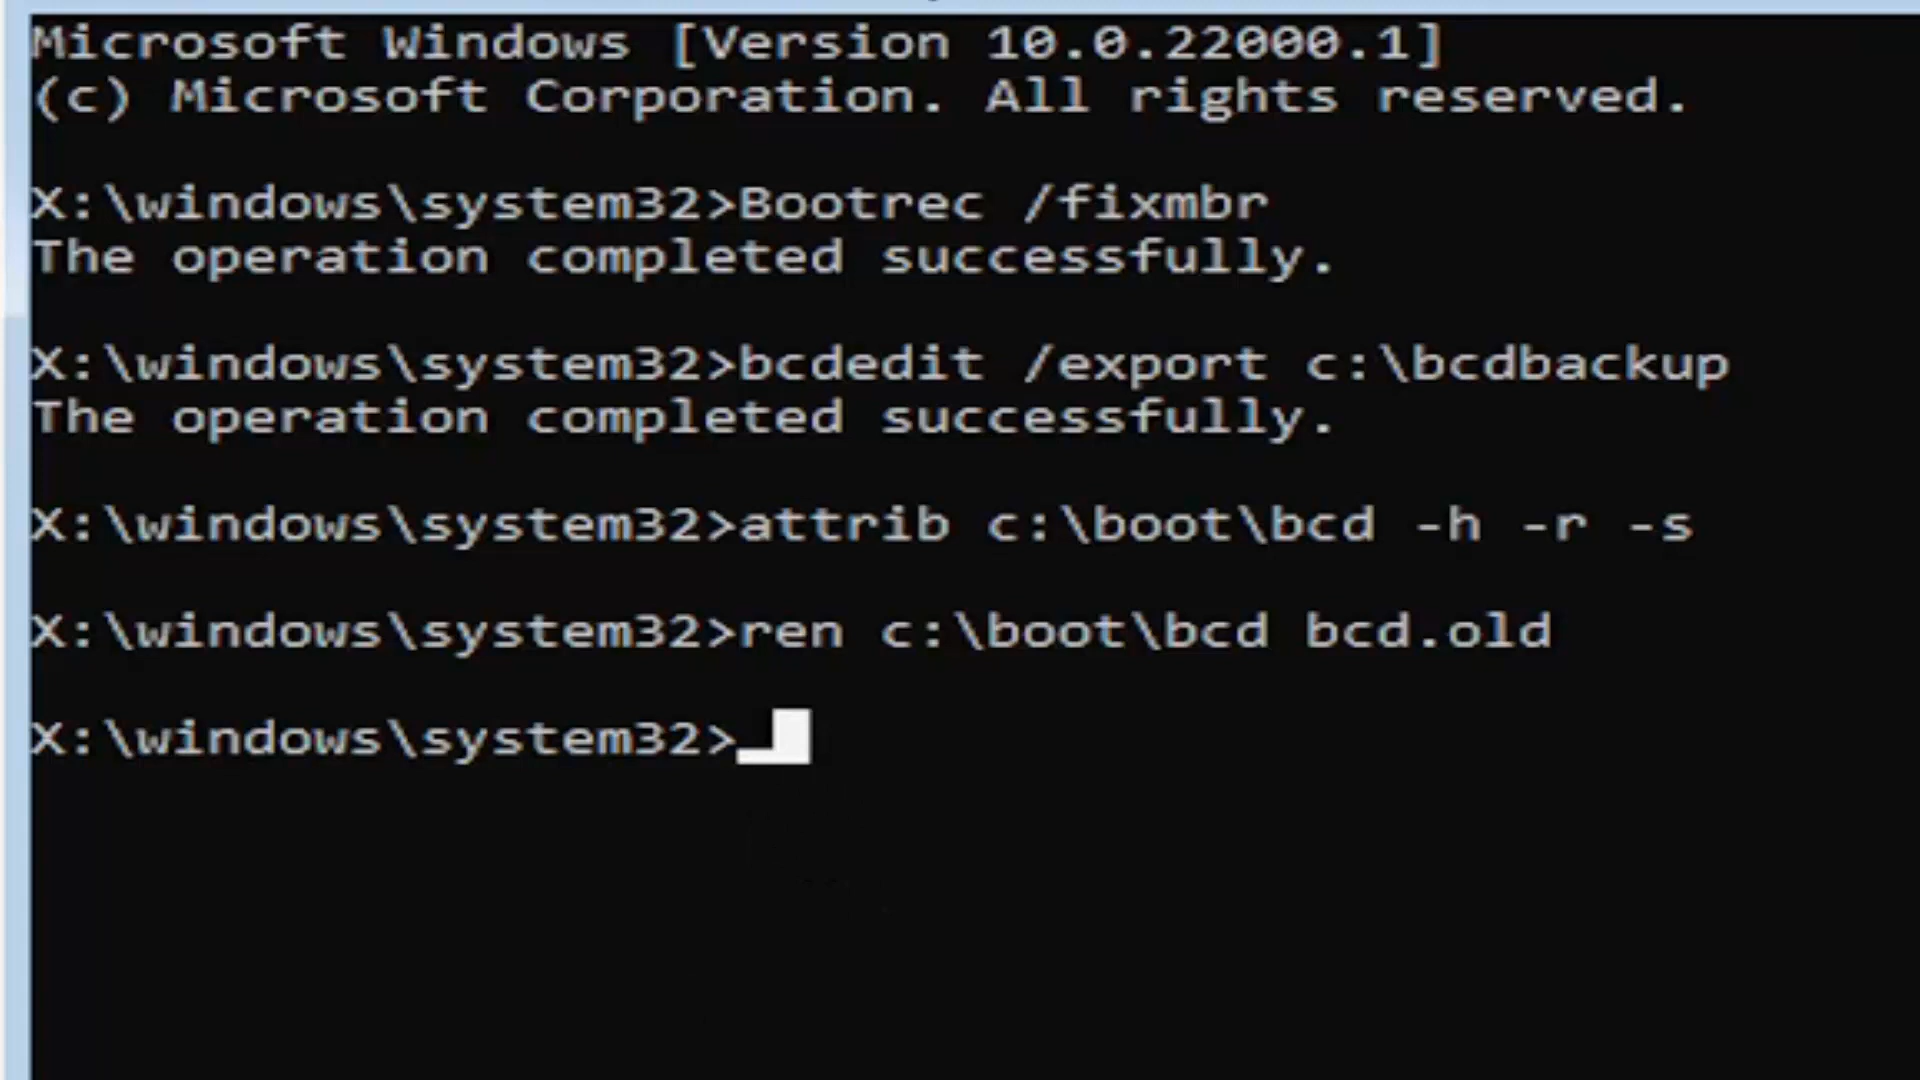 Microsoft Windows [Version 10.0.22000.1]
(c) Microsoft Corporation. All rights reserved.
X:\windows\system32>Bootrec /fixmbr
The operation completed successfully.
X:\windows\system32>bcdedit /export c:\bcdbackup
The operation completed successfully.
X:\windows\system32>attrib c:\boot\bcd -h -r -s
X:\windows\system32>ren c:\boot\bcd bcd.old
X:\windows\system32>